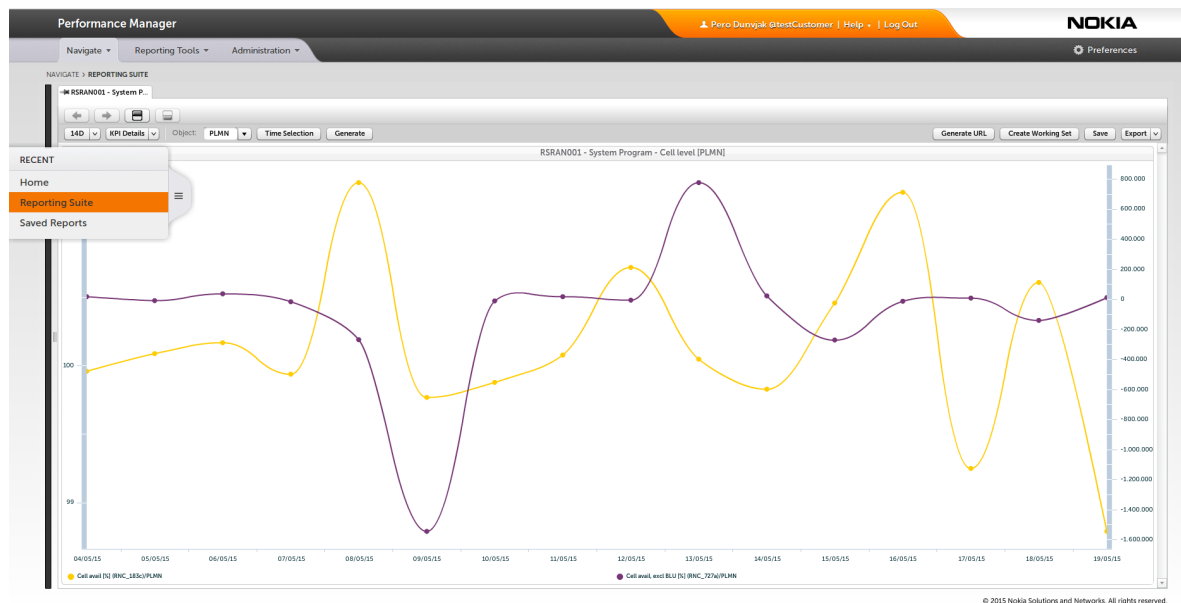 Performance Manager
Pero Dunvjak @testCustomer | Help | Log Out
NOKIA
Navigate
Reporting Tools
Administration
Preferences
NAVIGATE > REPORTING SUITE
RSRAN001 - System P...
14D
KPI Details
Object:
PLMN
Time Selection
Generate
Generate URL
Create Working Set
Save
Export
RSRAN001 - System Program - Cell level [PLMN]
RECENT
Home
Reporting Suite
Saved Reports
100
99
800.000
600.000
400.000
200.000
0
-200.000
-400.000
-600.000
-800.000
-1.000.000
-1.200.000
-1.400.000
-1.600.000
04/05/15
05/05/15
06/05/15
07/05/15
08/05/15
09/05/15
10/05/15
11/05/15
12/05/15
13/05/15
14/05/15
15/05/15
16/05/15
17/05/15
18/05/15
19/05/15
Cell avail [%] (RNC_183c)/PLMN
Cell avail, excl BLU [%] (RNC_727a)/PLMN
© 2015 Nokia Solutions and Networks. All rights reserved.